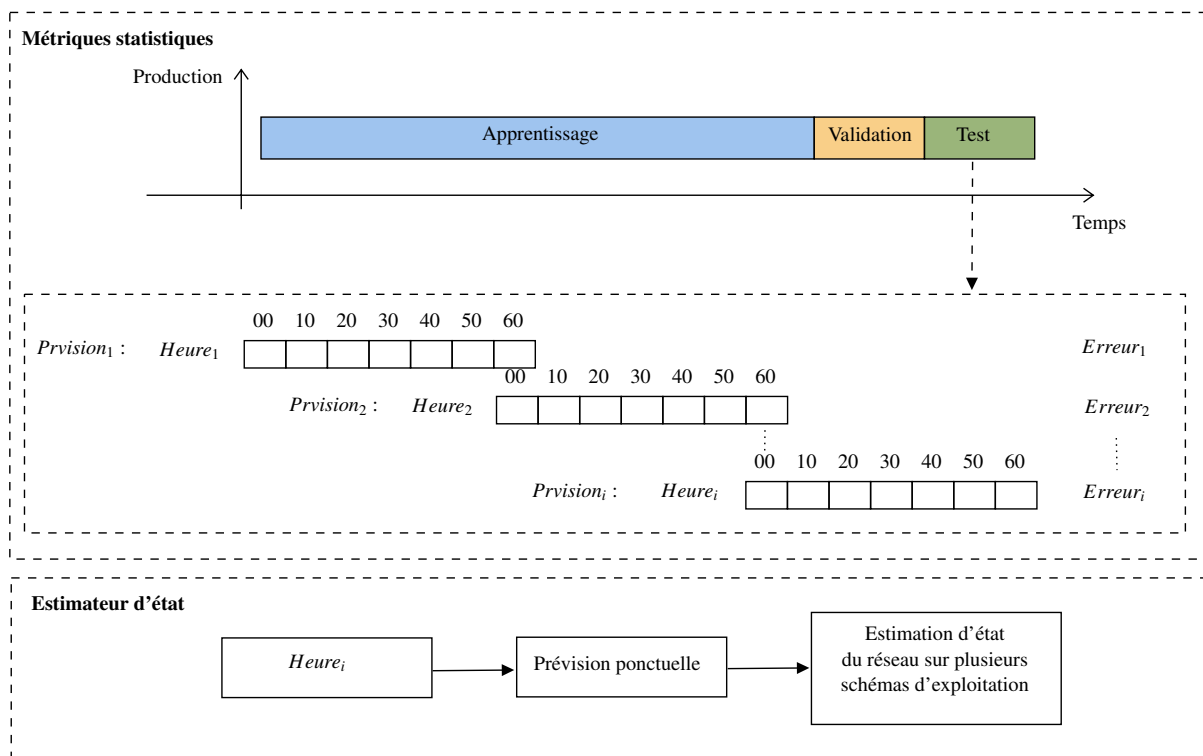 Métriques statistiques
Production
Apprentissage Validation Test
Temps
00 10 20 30 40 50 60
Prvision1 : Heure1 Erreur1
00 10 20 30 40 50 60
Prvision2 : Heure2 Erreur2
00 10 20 30 40 50 60
Prvisioni : Heurei Erreuri
Estimateur d'état
Heurei
Prévision ponctuelle
Estimation d'état
du réseau sur plusieurs
schémas d'exploitation